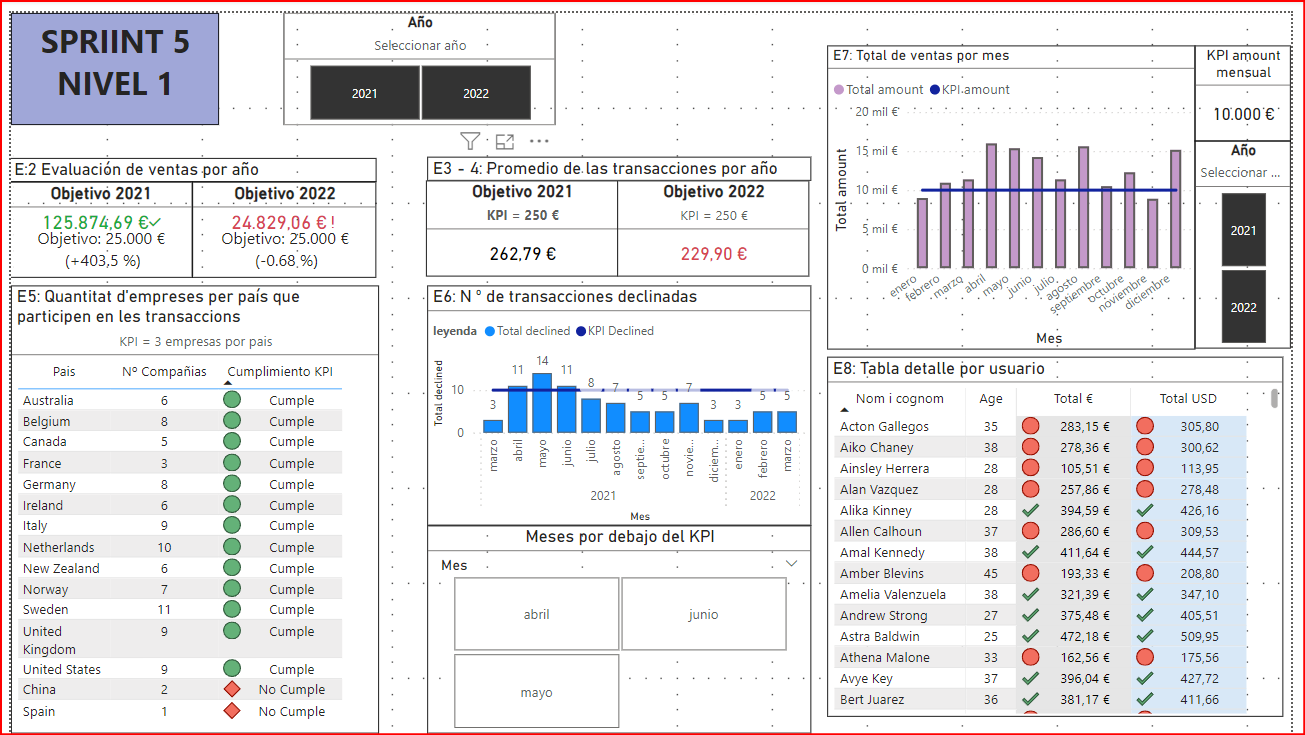 SPRIINT 5
NIVEL 1
Año
Seleccionar año
2021
2022
E:2 Evaluación de ventas por año
Objetivo 2021
125.874,69 €
Objetivo: 25.000 €
(+403,5 %)
Objetivo 2022
24.829,06 € !
Objetivo: 25.000 €
(-0.68 %)
E3 - 4: Promedio de las transacciones por año
Objetivo 2021
KPI = 250 €
262,79 €
Objetivo 2022
KPI = 250 €
229,90 €
E5: Quantitat d'empreses per país que
participen en les transaccions
KPI = 3 empresas por pais
Pais Nº Compañias Cumplimiento KPI
Australia 6 Cumple
Belgium 8 Cumple
Canada 5 Cumple
France 3 Cumple
Germany 8 Cumple
Ireland 6 Cumple
Italy 9 Cumple
Netherlands 10 Cumple
New Zealand 6 Cumple
Norway 7 Cumple
Sweden 11 Cumple
United
Kingdom 9 Cumple
United States 9 Cumple
China 2 No Cumple
Spain 1 No Cumple
E6: N º de transacciones declinadas
leyenda Total declined KPI Declined
Total declined
10
0
3 11 14 11 8 7 5 5 7 3 3 5 5
marzo abril mayo junio julio agosto septie... octubre novie... diciem... enero febrero marzo
2021 2022
Mes
Meses por debajo del KPI
Mes
abril
junio
mayo
E7: Total de ventas por mes
Total amount KPI amount
Total amount
20 mil €
15 mil €
10 mil €
5 mil €
0 mil €
enero febrero marzo abril mayo junio julio agosto septiembre octubre noviembre diciembre
Mes
KPI amount
mensual
10.000 €
Año
Seleccionar ...
2021
2022
E8: Tabla detalle por usuario
Nom i cognom Age Total € Total USD
Acton Gallegos 35 283,15 € 305,80
Aiko Chaney 38 278,36 € 300,62
Ainsley Herrera 28 105,51 € 113,95
Alan Vazquez 28 257,86 € 278,48
Alika Kinney 28 394,59 € 426,16
Allen Calhoun 37 286,60 € 309,53
Amal Kennedy 38 411,64 € 444,57
Amber Blevins 45 193,33 € 208,80
Amelia Valenzuela 38 321,39 € 347,10
Andrew Strong 27 375,48 € 405,51
Astra Baldwin 25 472,18 € 509,95
Athena Malone 33 162,56 € 175,56
Avye Key 37 396,04 € 427,72
Bert Juarez 36 381,17 € 411,66